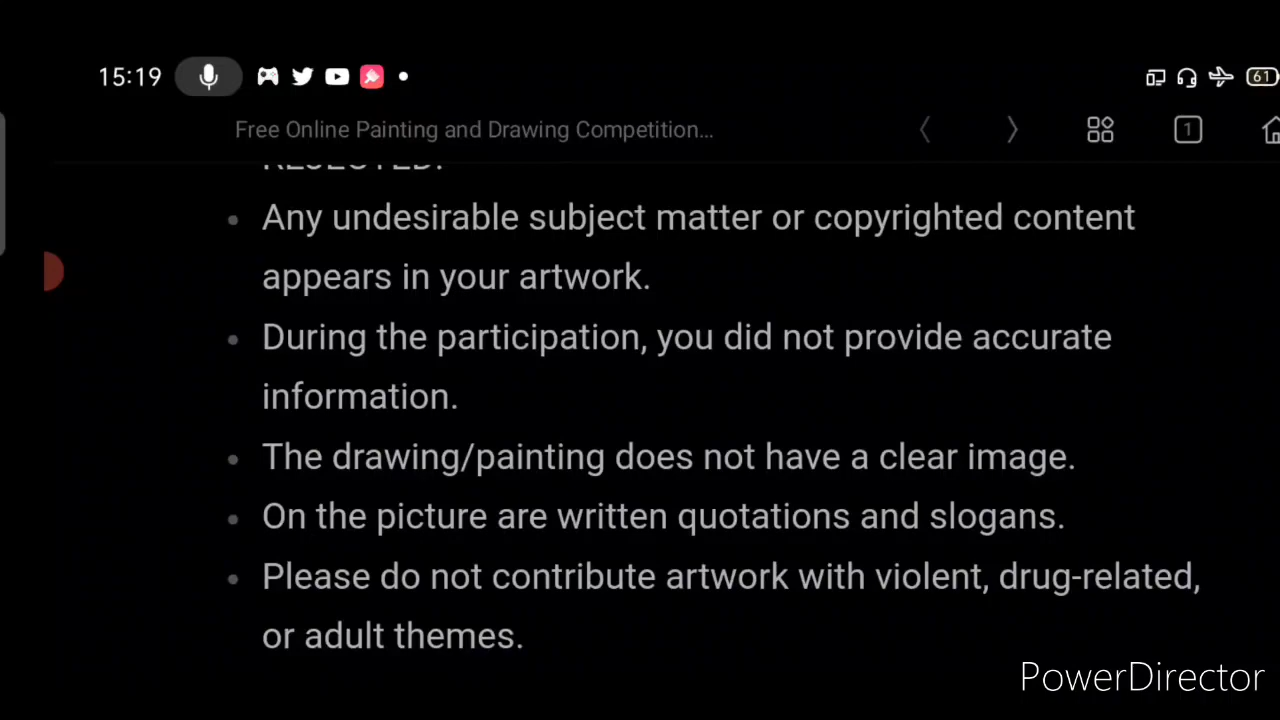 15:19
61
Free Online Painting and Drawing Competition...
1
REJECTED:
• Any undesirable subject matter or copyrighted content
appears in your artwork.
• During the participation, you did not provide accurate
information.
• The drawing/painting does not have a clear image.
• On the picture are written quotations and slogans.
• Please do not contribute artwork with violent, drug-related,
or adult themes.
PowerDirector